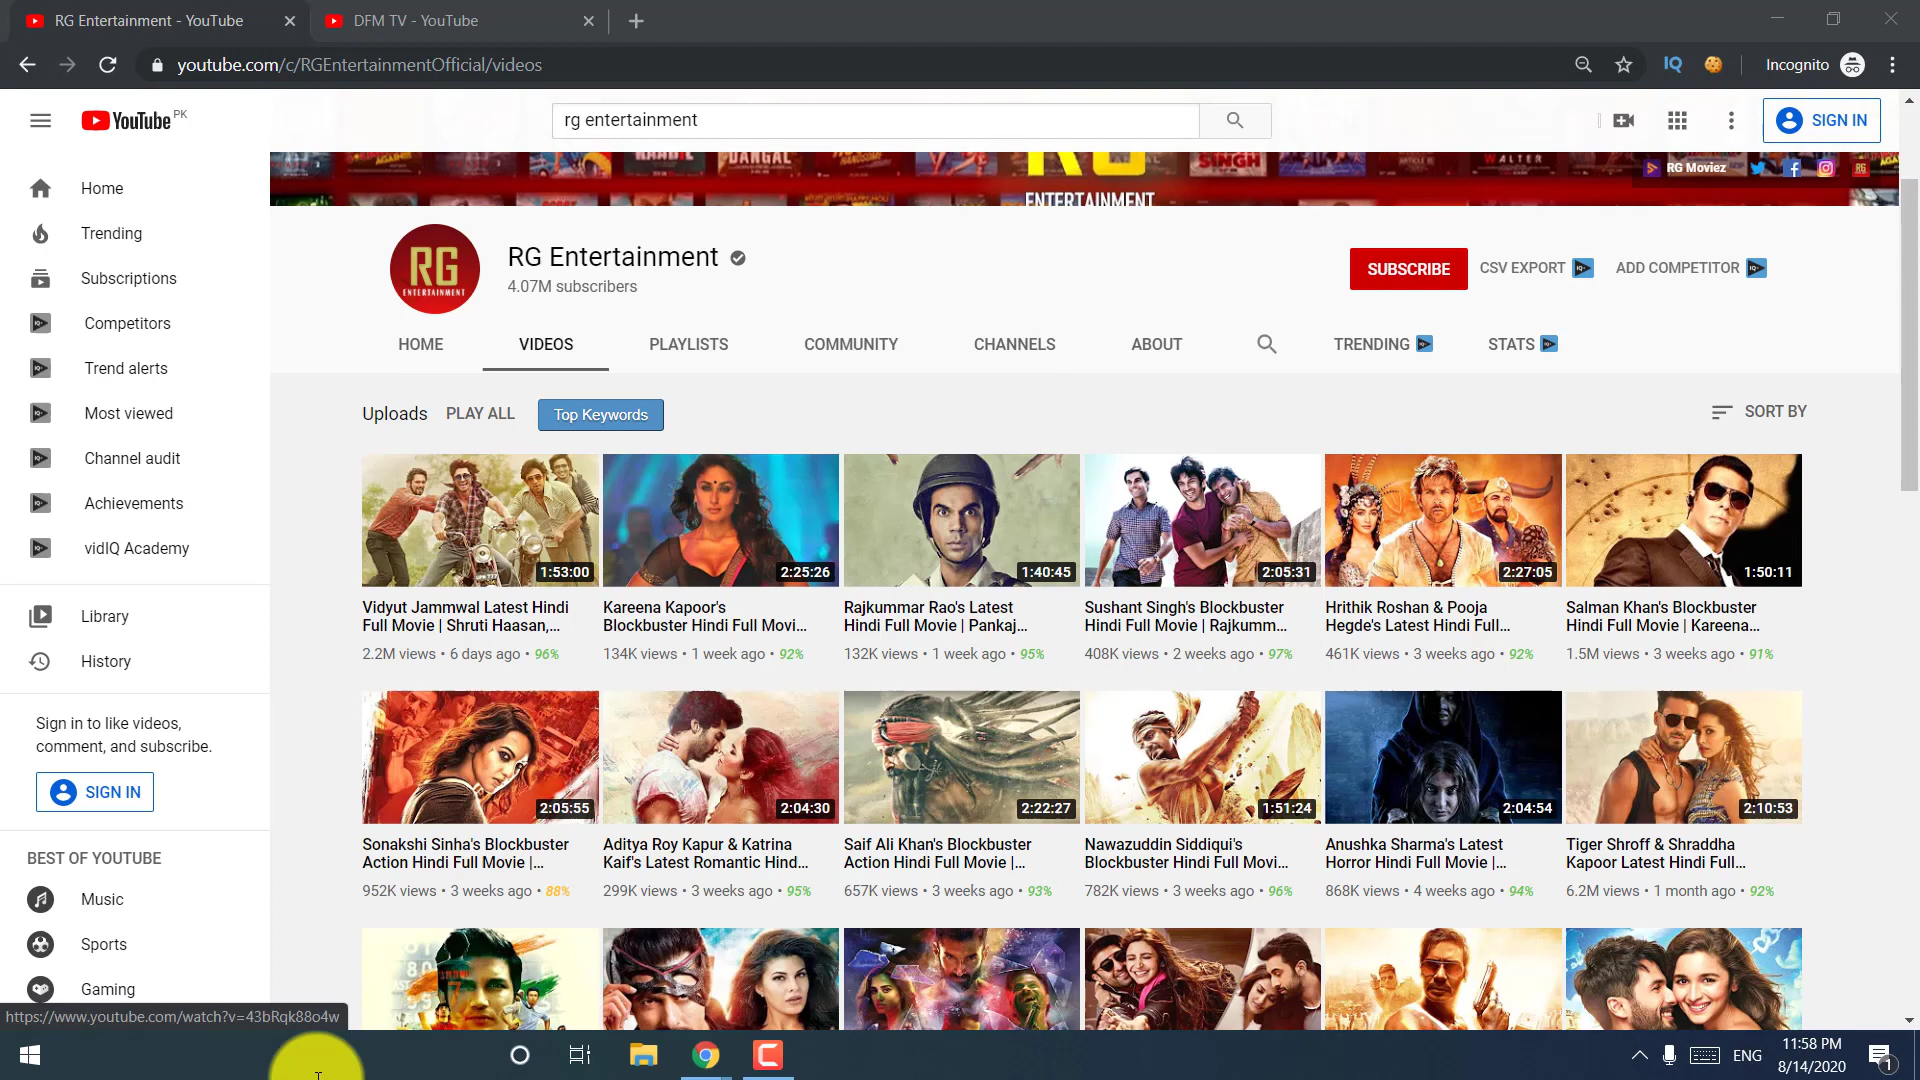 RG Entertainment - YouTube
DFM TV - YouTube
youtube.com/c/RGEntertainmentOfficial/videos
IQ
Incognito
YouTube PK
rg entertainment
SIGN IN
Home
Trending
Subscriptions
Competitors
Trend alerts
Most viewed
Channel audit
Achievements
vidIQ Academy
Library
History
Sign in to like videos,
comment, and subscribe.
SIGN IN
BEST OF YOUTUBE
Music
Sports
Gaming
https://www.youtube.com/watch?v=43bRqk88o4w
DANGAL
RG
SINGH
WALTER
ENTERTAINMENT
RG Moviez
RG
ENTERTAINMENT
RG Entertainment
4.07M subscribers
SUBSCRIBE
CSV EXPORT
ADD COMPETITOR
HOME
VIDEOS
PLAYLISTS
COMMUNITY
CHANNELS
ABOUT
TRENDING
STATS
Uploads
PLAY ALL
Top Keywords
SORT BY
1:53:00
2:25:26
1:40:45
2:05:31
2:27:05
1:50:11
Vidyut Jammwal Latest Hindi
Full Movie | Shruti Haasan,...
2.2M views • 6 days ago • 96%
Kareena Kapoor's
Blockbuster Hindi Full Movi...
134K views • 1 week ago • 92%
Rajkummar Rao's Latest
Hindi Full Movie | Pankaj...
132K views • 1 week ago • 95%
Sushant Singh's Blockbuster
Hindi Full Movie | Rajkumm...
408K views • 2 weeks ago • 97%
Hrithik Roshan & Pooja
Hegde's Latest Hindi Full...
461K views • 3 weeks ago • 92%
Salman Khan's Blockbuster
Hindi Full Movie | Kareena...
1.5M views • 3 weeks ago • 91%
2:05:55
2:04:30
2:22:27
1:51:24
2:04:54
2:10:53
Sonakshi Sinha's Blockbuster
Action Hindi Full Movie |...
952K views • 3 weeks ago • 88%
Aditya Roy Kapur & Katrina
Kaif's Latest Romantic Hind...
299K views • 3 weeks ago • 95%
Saif Ali Khan's Blockbuster
Action Hindi Full Movie |...
657K views • 3 weeks ago • 93%
Nawazuddin Siddiqui's
Blockbuster Hindi Full Movi...
782K views • 3 weeks ago • 96%
Anushka Sharma's Latest
Horror Hindi Full Movie |...
868K views • 4 weeks ago • 94%
Tiger Shroff & Shraddha
Kapoor Latest Hindi Full...
6.2M views • 1 month ago • 92%
ENG
11:58 PM
8/14/2020
1